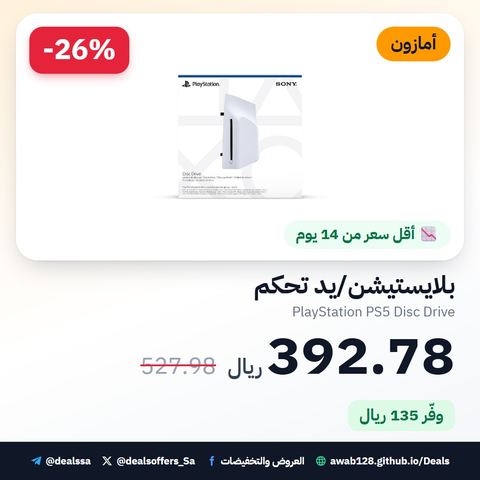 -26%
أمازون
PlayStation
SONY
Disc Drive
📉 أقل سعر من 14 يوم
بلايستيشن/يد تحكم
PlayStation PS5 Disc Drive
392.78 ريال 527.98
وفّر 135 ريال
@dealssa @dealsoffers_Sa العروض والتخفيضات awab128.github.io/Deals